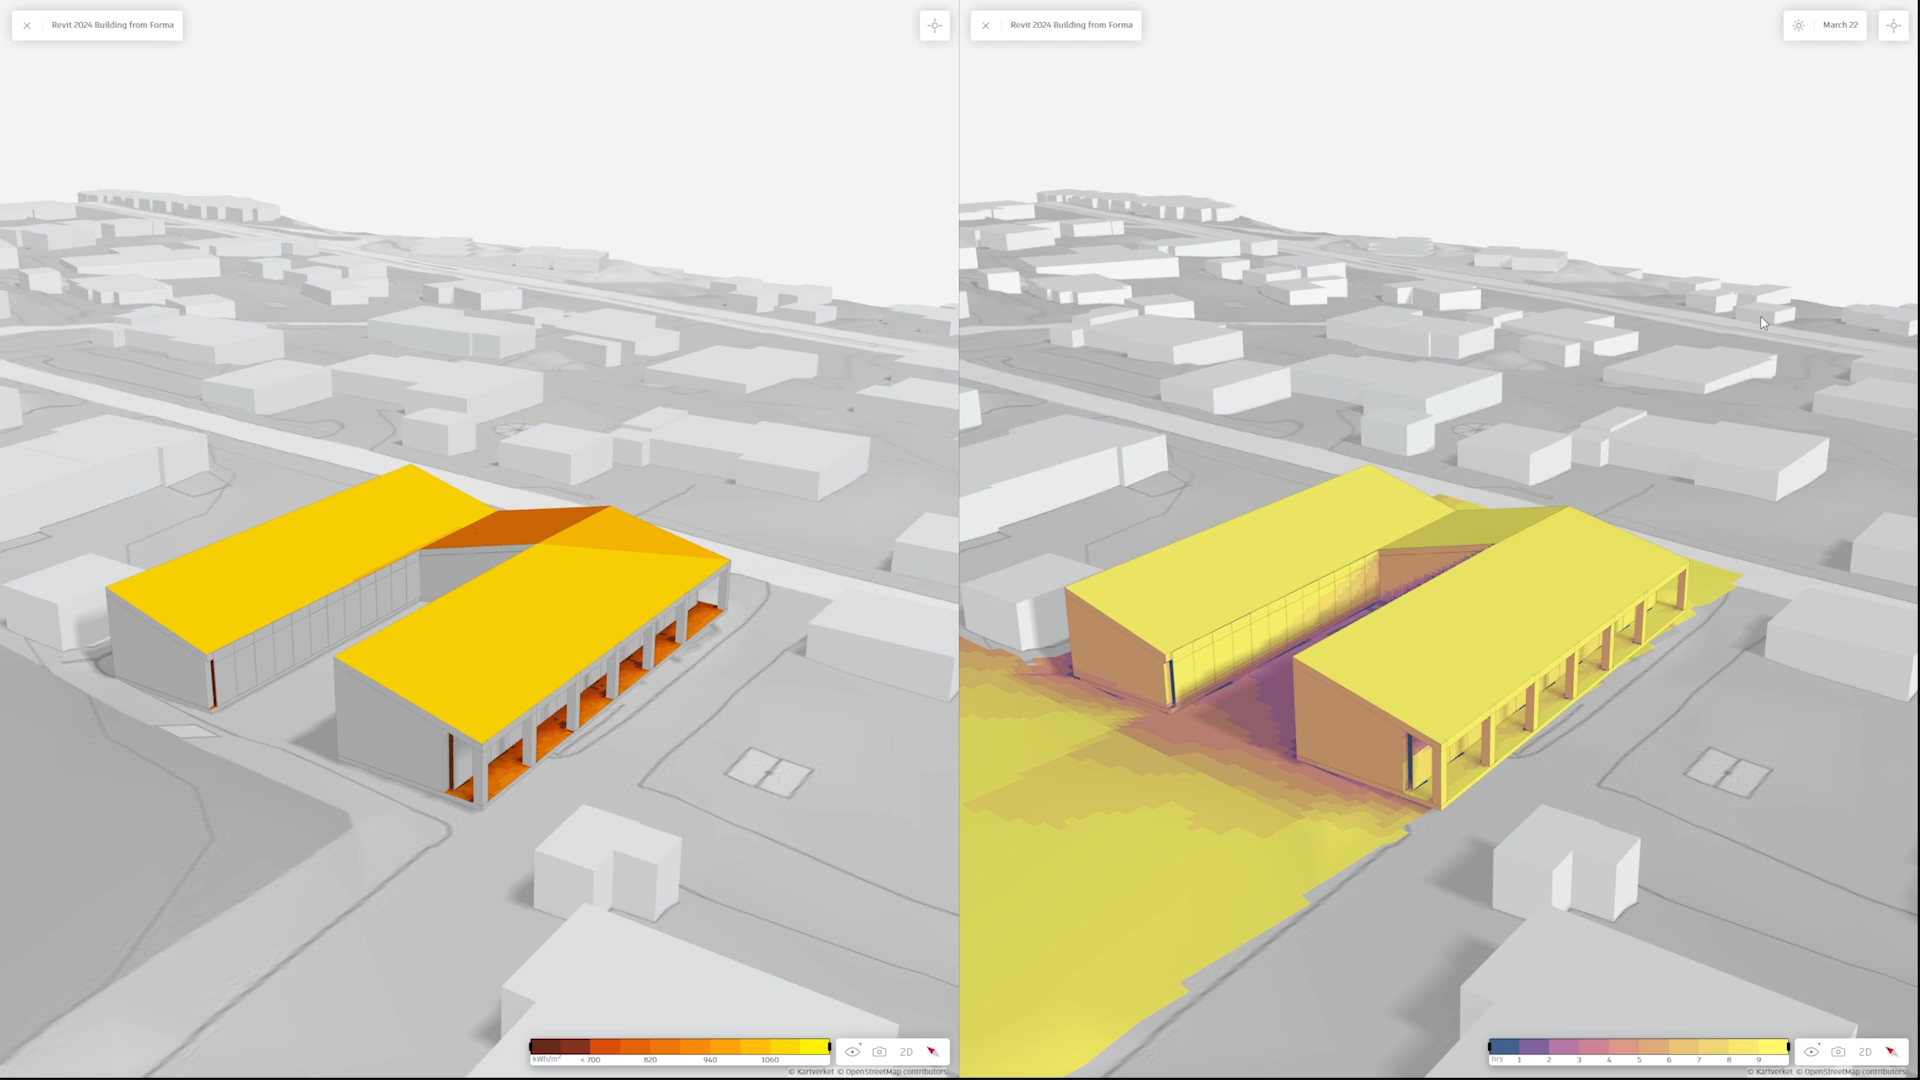 Revit 2024 Building from Forma
Revit 2024 Building from Forma
March 22
kWh/m² < 700 820 940 1060
2D
© Kartverket © OpenStreetMap contributors
hrs 1 2 3 4 5 6 7 8 9
2D
© Kartverket © OpenStreetMap contributors